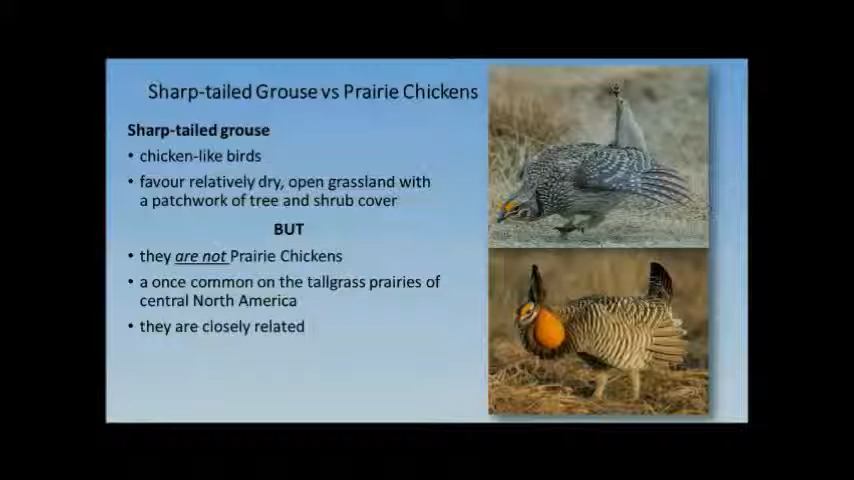 Sharp-tailed Grouse vs Prairie Chickens
Sharp-tailed grouse
• chicken-like birds
• favour relatively dry, open grassland with
a patchwork of tree and shrub cover
BUT
• they are not Prairie Chickens
• a once common on the tallgrass prairies of
central North America
• they are closely related